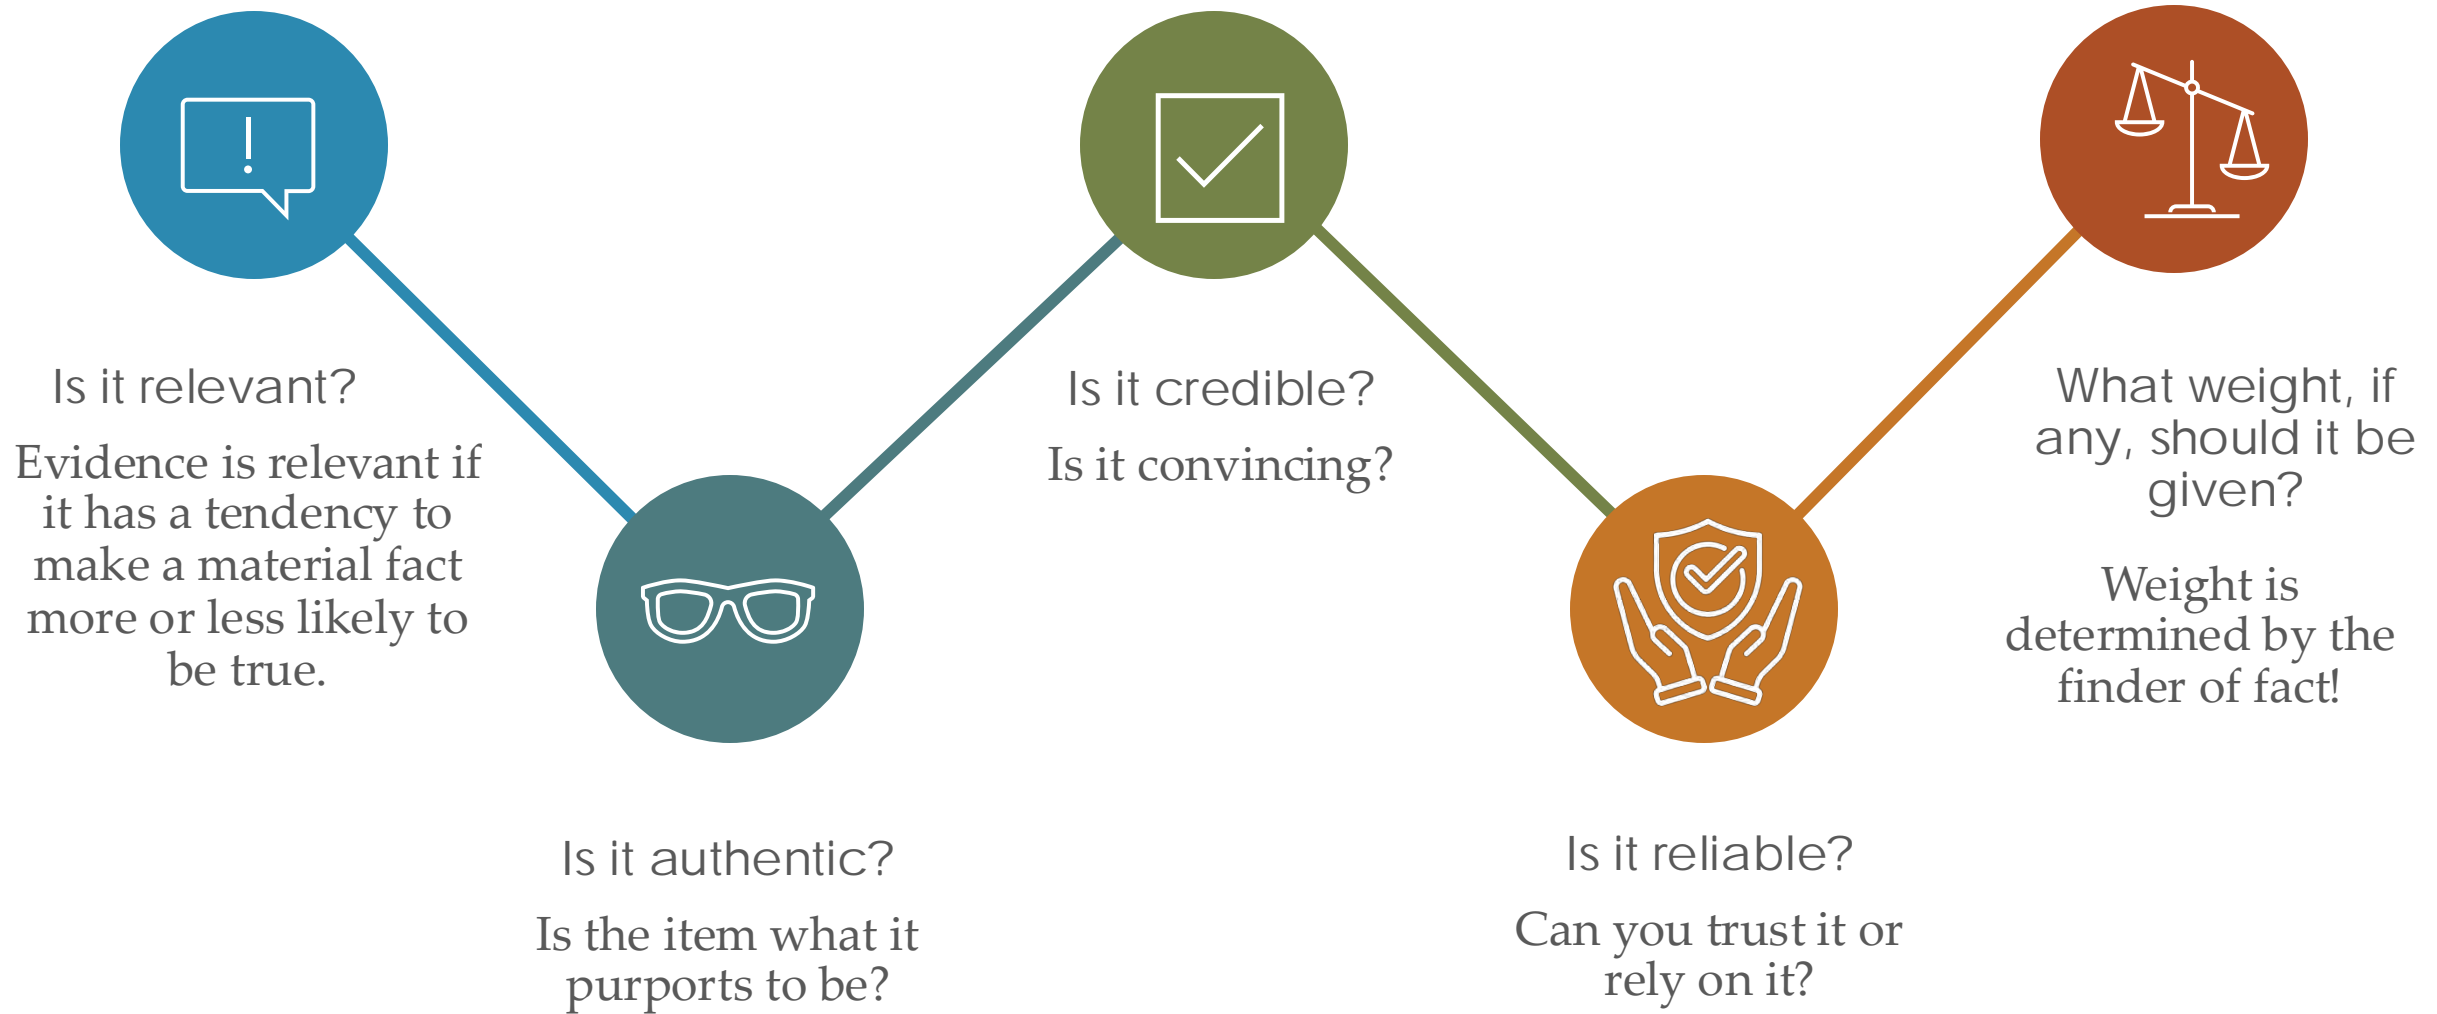 Is it relevant?
Evidence is relevant if
it has a tendency to
make a material fact
more or less likely to
be true.
Is it authentic?
Is the item what it
purports to be?
Is it credible?
Is it convincing?
Is it reliable?
Can you trust it or
rely on it?
What weight, if
any, should it be
given?
Weight is
determined by the
finder of fact!